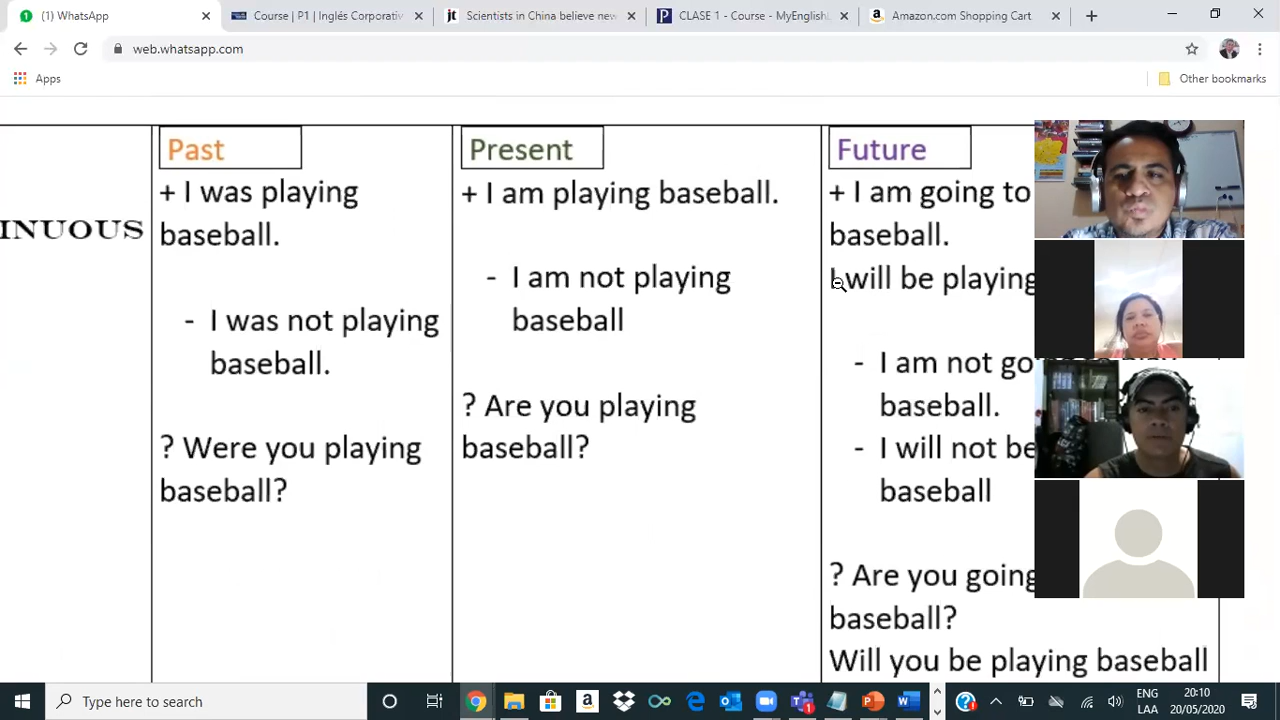 (1) WhatsApp
Course | P1 | Inglés Corporativ
Scientists in China believe new
CLASE 1 - Course - MyEnglishL
Amazon.com Shopping Cart
web.whatsapp.com
Apps
Other bookmarks
INUOUS
Past
+ I was playing
baseball.
- I was not playing
baseball.
? Were you playing
baseball?
Present
+ I am playing baseball.
- I am not playing
baseball
? Are you playing
baseball?
Future
+ I am going to
baseball.
I will be playing
- I am not go
baseball.
- I will not be
baseball
? Are you going
baseball?
Will you be playing baseball
Type here to search
ENG
LAA
20:10
20/05/2020